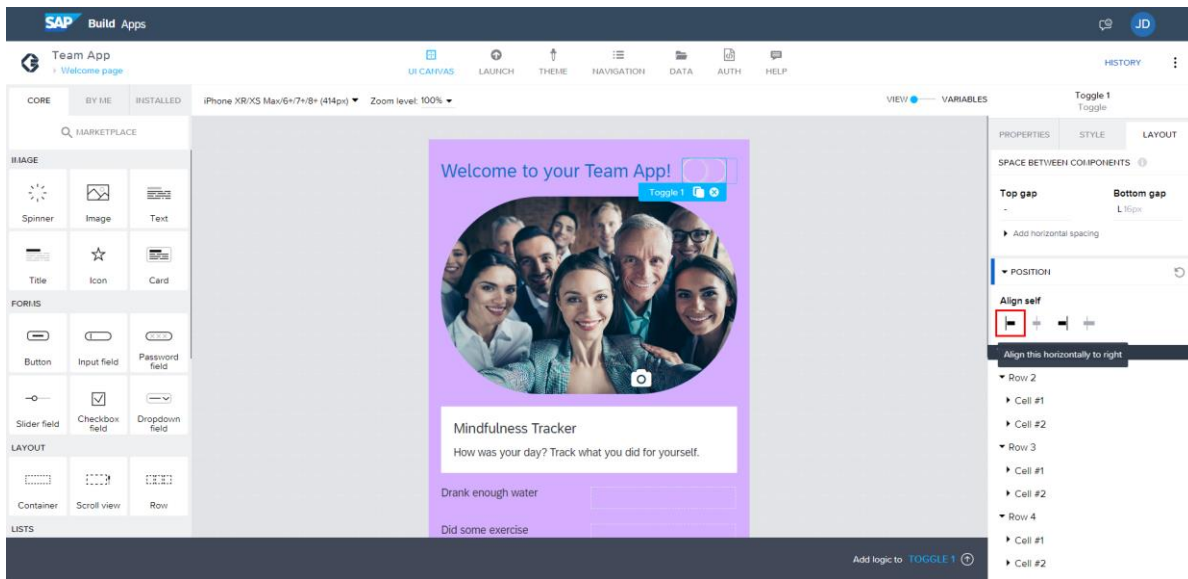 SAP Build Apps
JD
Team App
> Welcome page
UI CANVAS LAUNCH THEME NAVIGATION DATA AUTH HELP
HISTORY
CORE BY ME INSTALLED
iPhone XR/XS Max/6+/7+/8+ (414px) Zoom level: 100%
VIEW VARIABLES
Toggle 1
Toggle
MARKETPLACE
PROPERTIES STYLE LAYOUT
IMAGE
Spinner Image Text
Title Icon Card
FORMS
Button Input field Password field
Slider field Checkbox field Dropdown field
LAYOUT
Container Scroll view Row
LISTS
Welcome to your Team App!
Toggle 1
Mindfulness Tracker
How was your day? Track what you did for yourself.
Drank enough water
Did some exercise
SPACE BETWEEN COMPONENTS
Top gap Bottom gap
- L 16px
Add horizontal spacing
POSITION
Align self
Align this horizontally to right
Row 2
Cell #1
Cell #2
Row 3
Cell #1
Cell #2
Row 4
Cell #1
Cell #2
Add logic to TOGGLE 1